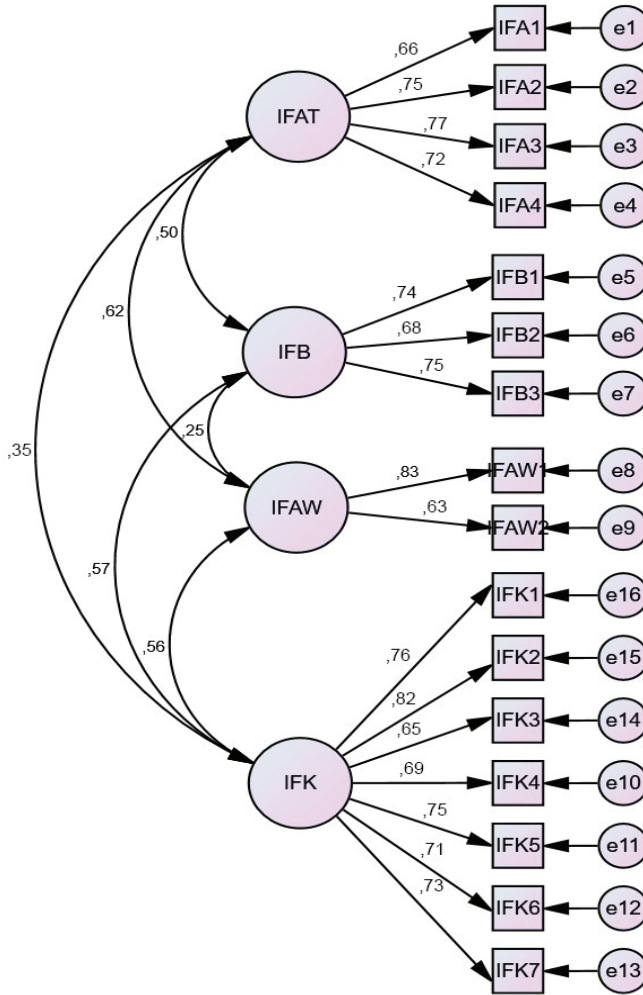 IFA1
e1
,66
IFA2
e2
,75
IFAT
,77
IFA3
e3
,72
IFA4
e4
,50
IFB1
e5
,74
,62
IFB2
e6
,68
IFB
,75
IFB3
e7
,25
,35
IFAW1
e8
,83
IFAW
,63
IFAW2
e9
,57
IFK1
e16
,56
,76
IFK2
e15
,82
IFK3
e14
,65
IFK
,69
IFK4
e10
,75
IFK5
e11
,71
IFK6
e12
,73
IFK7
e13